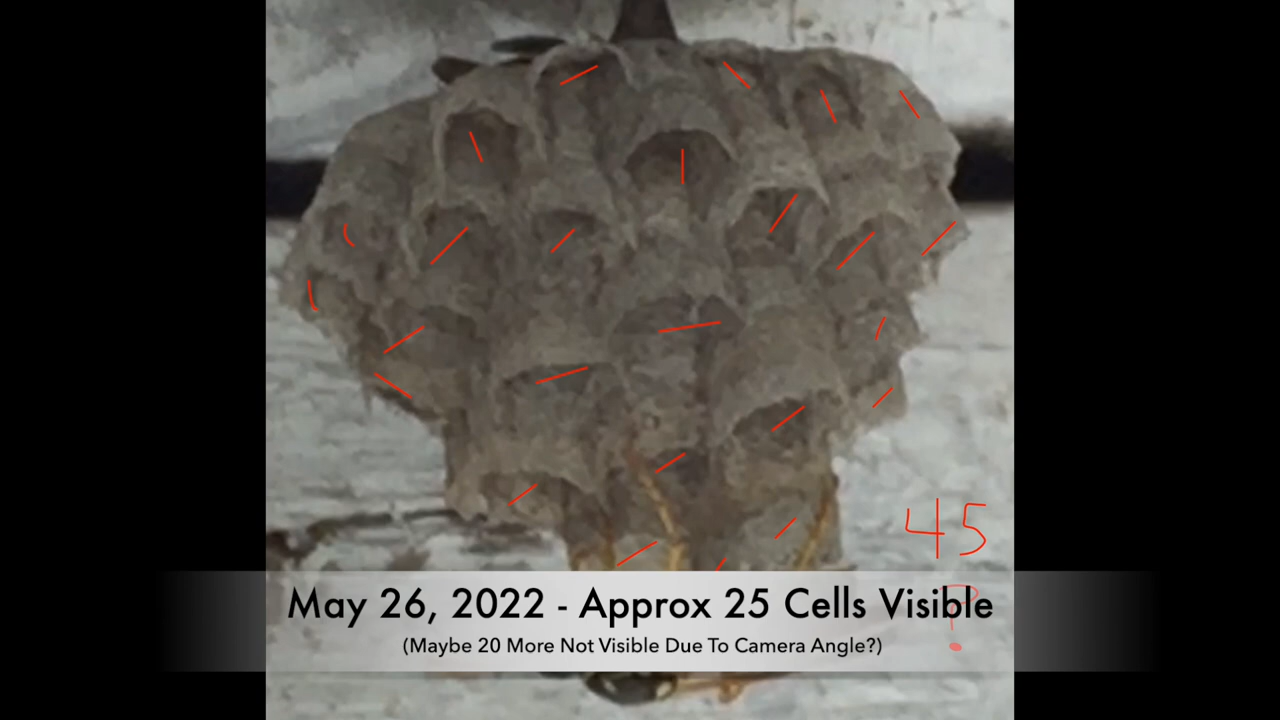 45
?
May 26, 2022 - Approx 25 Cells Visible
(Maybe 20 More Not Visible Due To Camera Angle?)